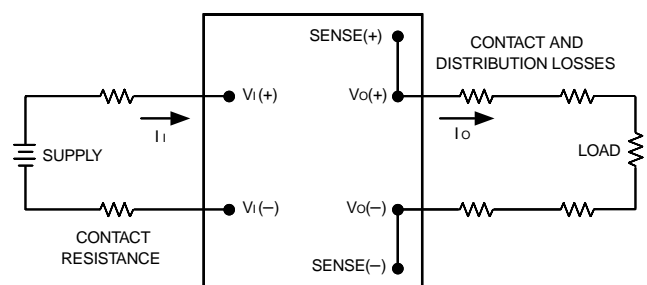 SENSE(+)
CONTACT AND
DISTRIBUTION LOSSES
VI(+)
VO(+)
II
IO
SUPPLY
LOAD
VI(–)
VO(–)
CONTACT
RESISTANCE
SENSE(–)